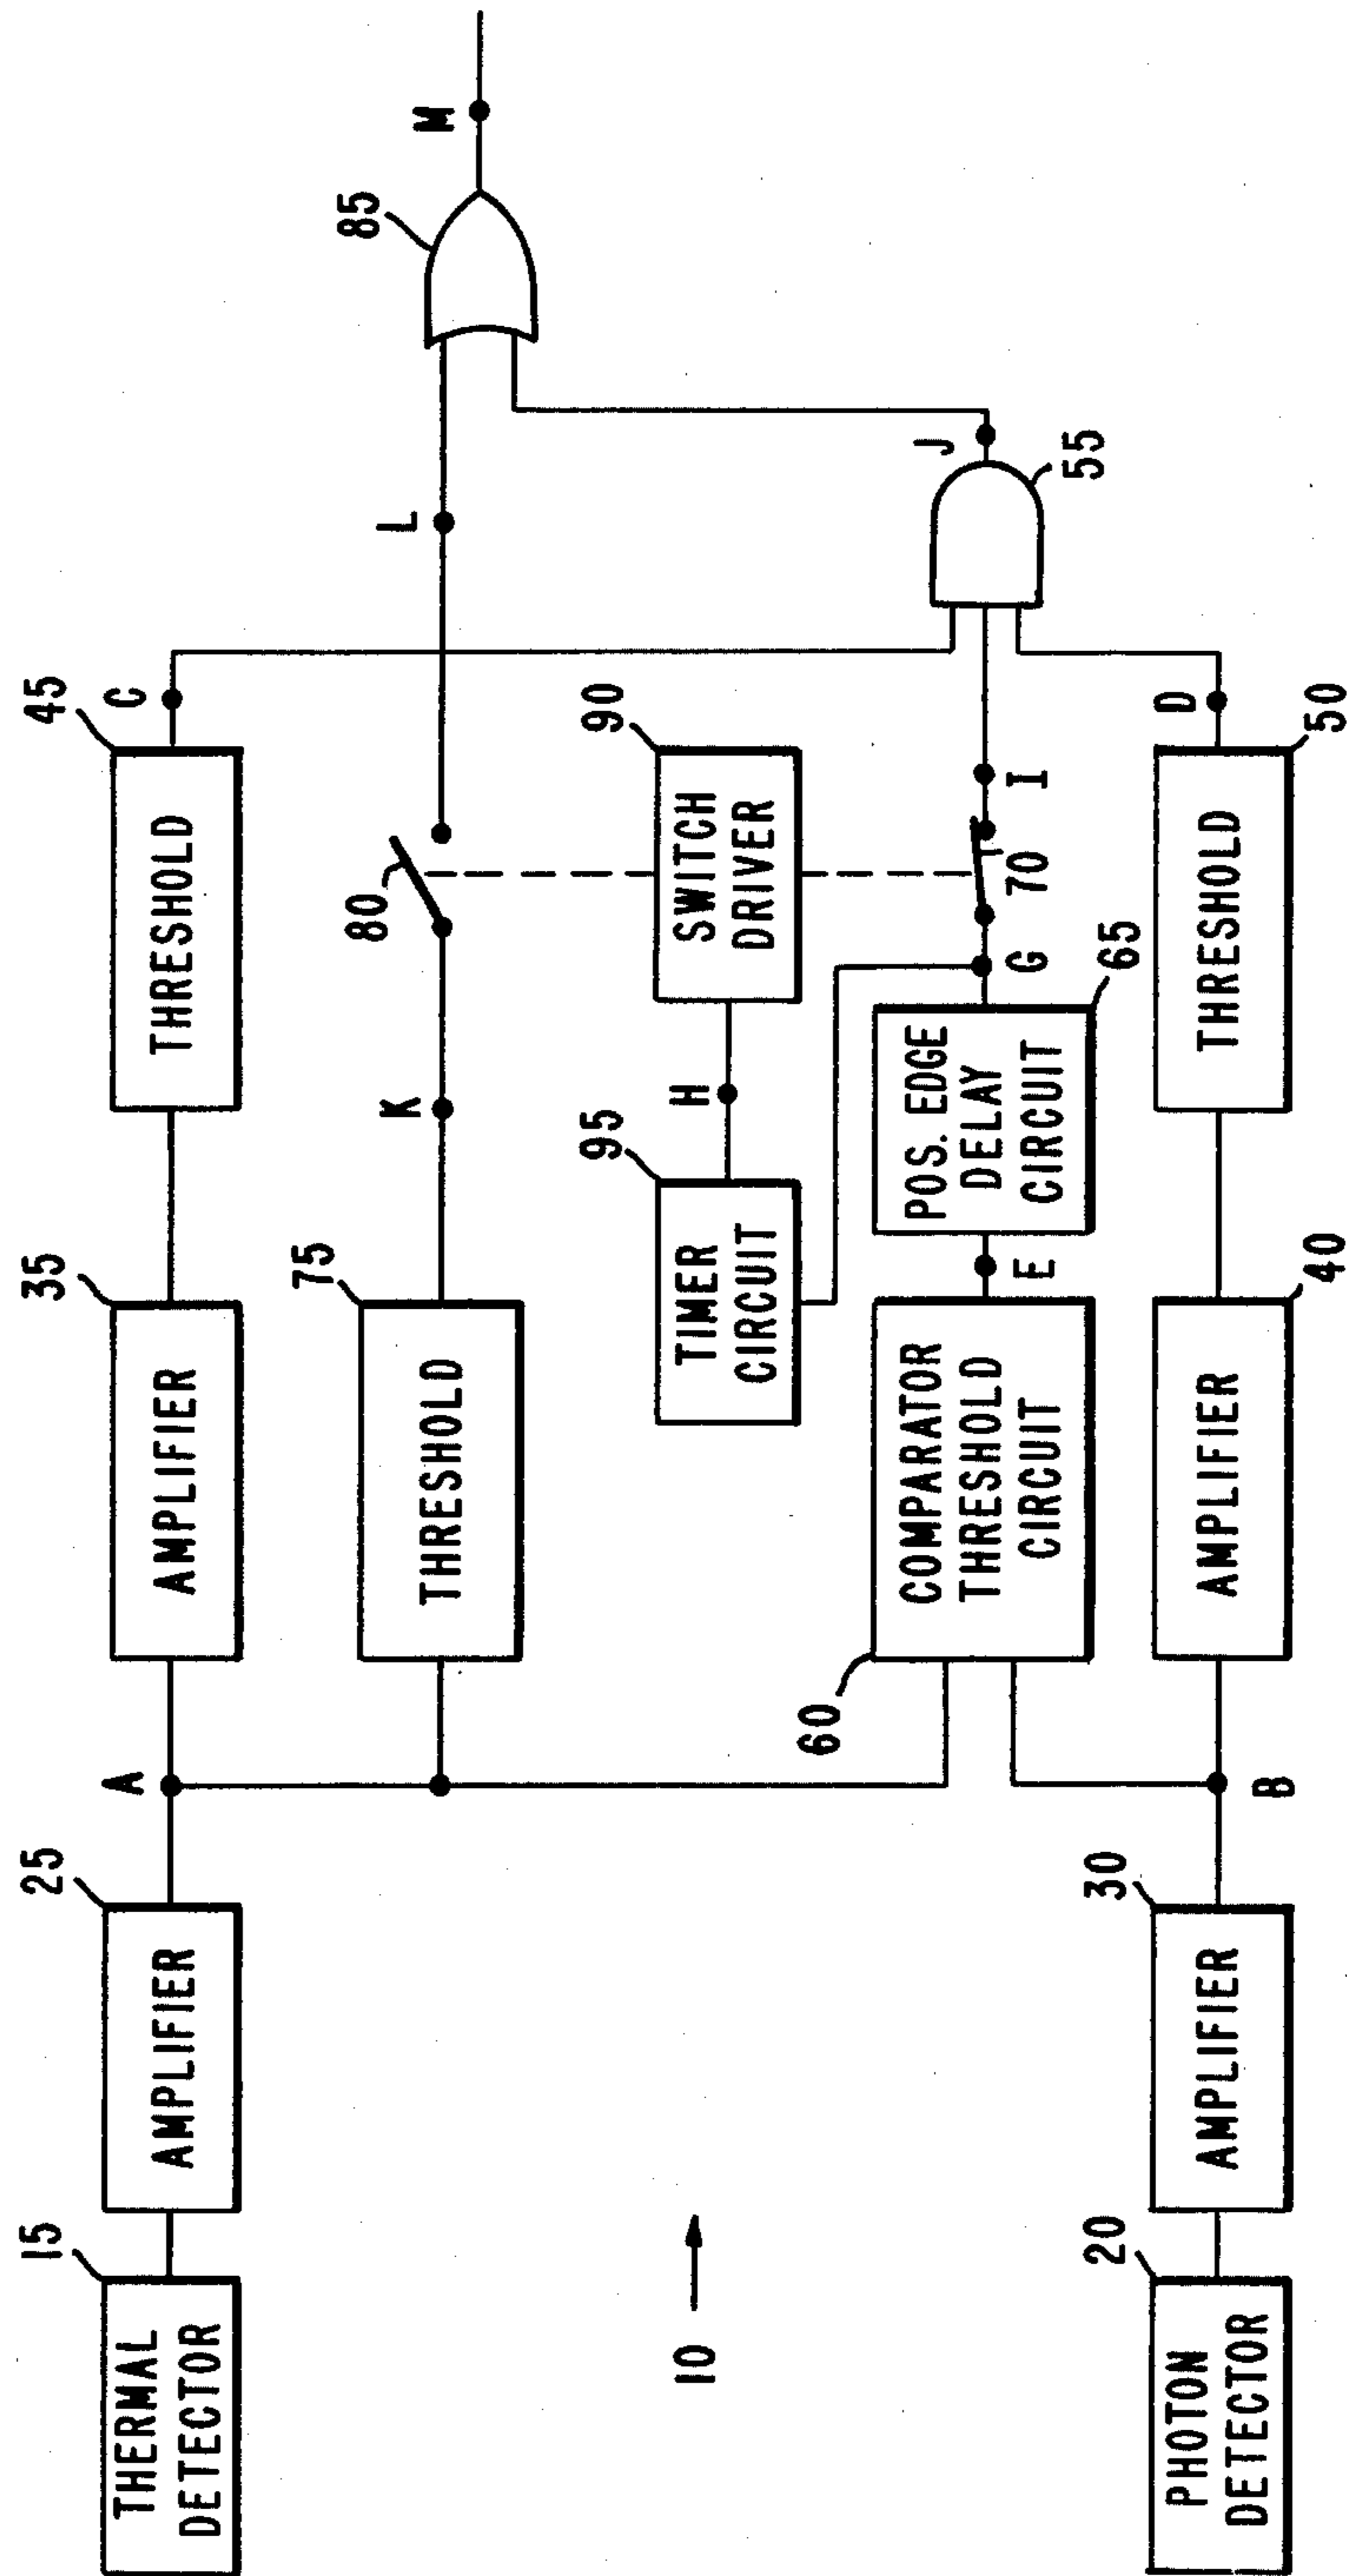 15
THERMAL
DETECTOR
25
AMPLIFIER
A
35
AMPLIFIER
45
THRESHOLD
C
75
THRESHOLD
K
80
L
85
M
10
95
TIMER
CIRCUIT
H
90
SWITCH
DRIVER
60
COMPARATOR
THRESHOLD
CIRCUIT
E
POS. EDGE
DELAY
CIRCUIT
65
G
70
I
J
55
20
PHOTON
DETECTOR
30
AMPLIFIER
B
40
AMPLIFIER
50
THRESHOLD
D